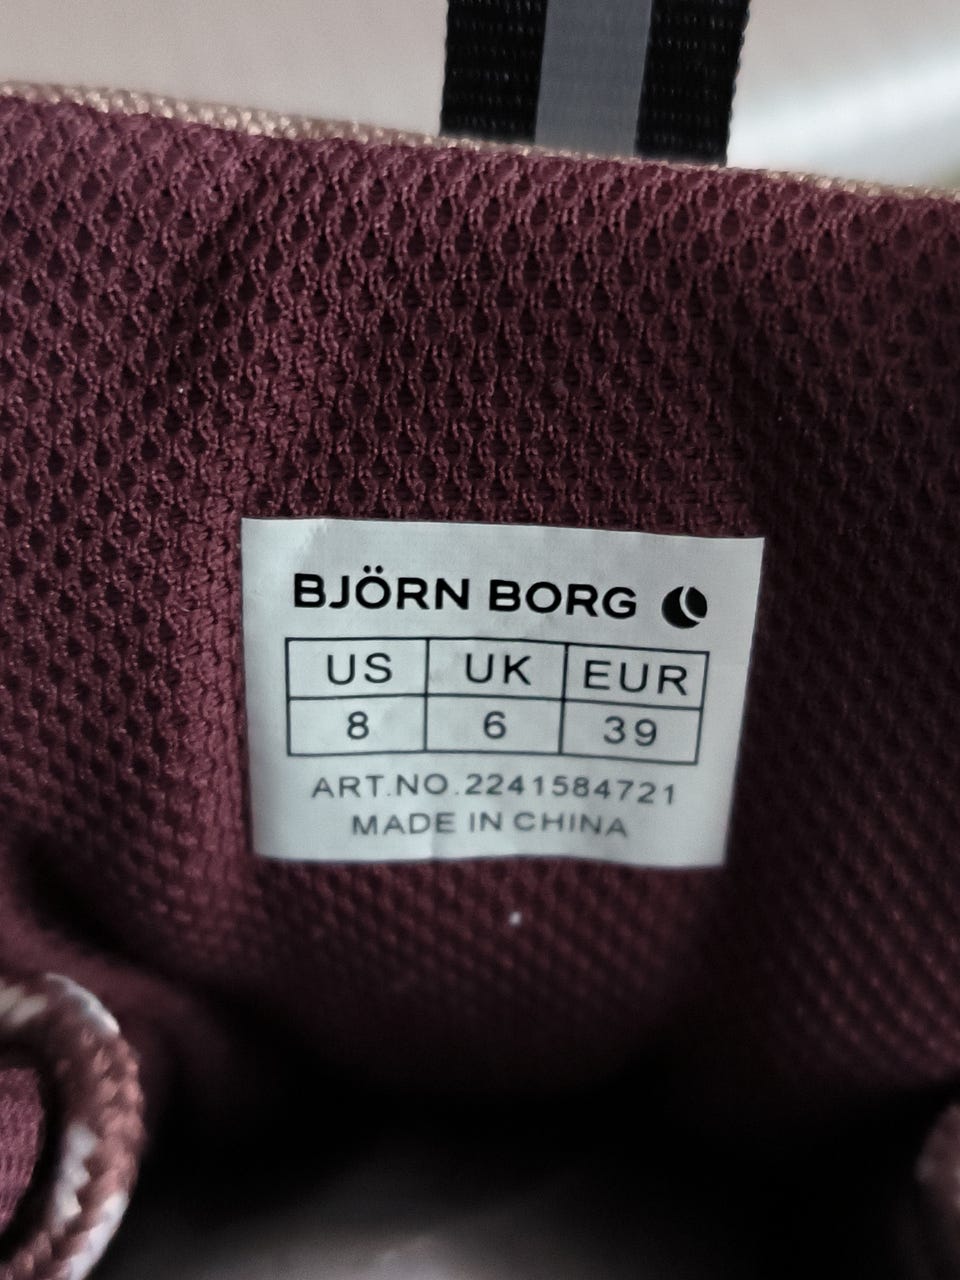 BJÖRN BORG
US UK EUR
8 6 39
ART.NO.2241584721
MADE IN CHINA